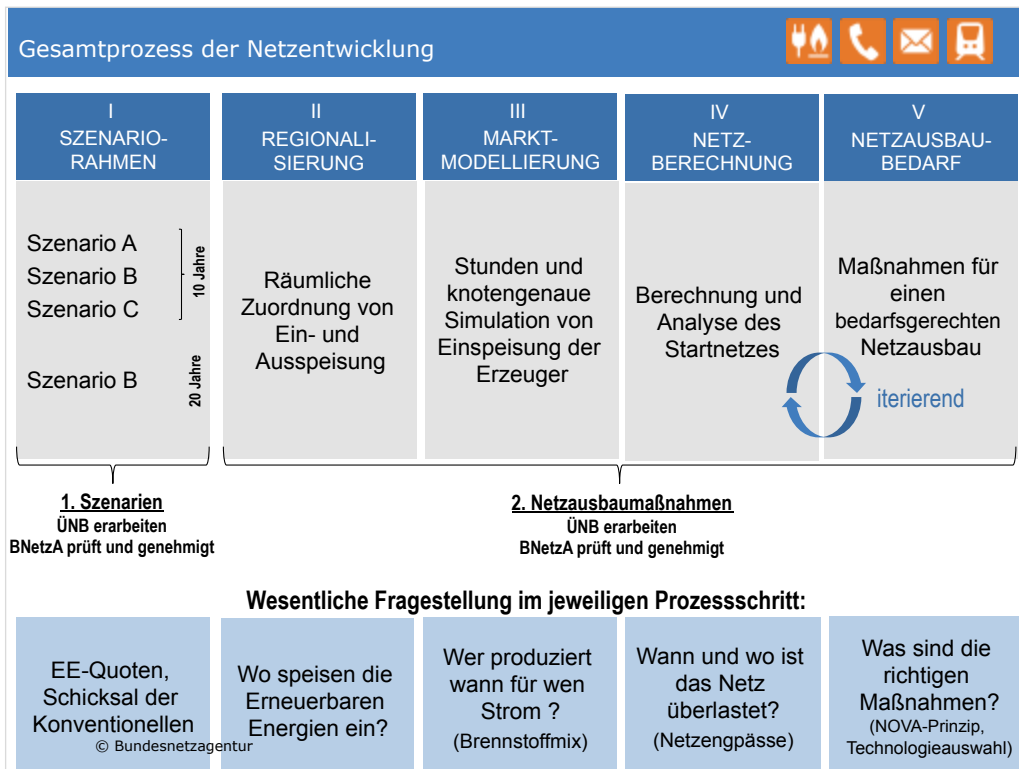 Gesamtprozess der Netzentwicklung
I
SZENARIO-
RAHMEN
II
REGIONALI-
SIERUNG
III
MARKT-
MODELLIERUNG
IV
NETZ-
BERECHNUNG
V
NETZAUSBAU-
BEDARF
Szenario A
Szenario B
Szenario C
10 Jahre
Szenario B
20 Jahre
Räumliche
Zuordnung von
Ein- und
Ausspeisung
Stunden und
knotengenaue
Simulation von
Einspeisung der
Erzeuger
Berechnung und
Analyse des
Startnetzes
Maßnahmen für
einen
bedarfsgerechten
Netzausbau
iterierend
1. Szenarien
ÜNB erarbeiten
BNetzA prüft und genehmigt
2. Netzausbaumaßnahmen
ÜNB erarbeiten
BNetzA prüft und genehmigt
Wesentliche Fragestellung im jeweiligen Prozessschritt:
EE-Quoten,
Schicksal der
Konventionellen
Wo speisen die
Erneuerbaren
Energien ein?
Wer produziert
wann für wen
Strom ?
(Brennstoffmix)
Wann und wo ist
das Netz
überlastet?
(Netzengpässe)
Was sind die
richtigen
Maßnahmen?
(NOVA-Prinzip,
Technologieauswahl)
© Bundesnetzagentur